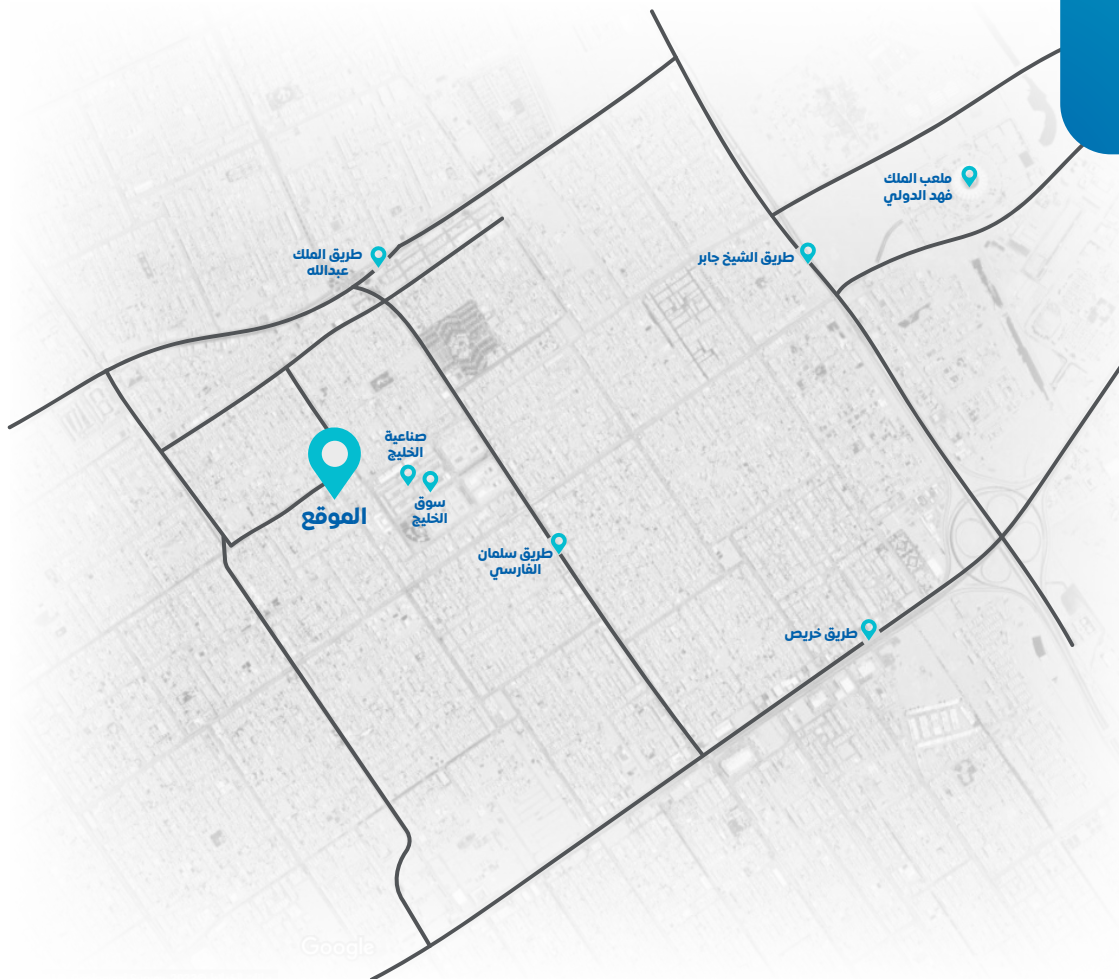 ملعب الملك
فهد الدولي
طريق الملك
عبدالله
طريق الشيخ جابر
صناعية
الخليج
سوق
الخليج
الموقع
طريق سلمان
الفارسي
طريق خريص
Google